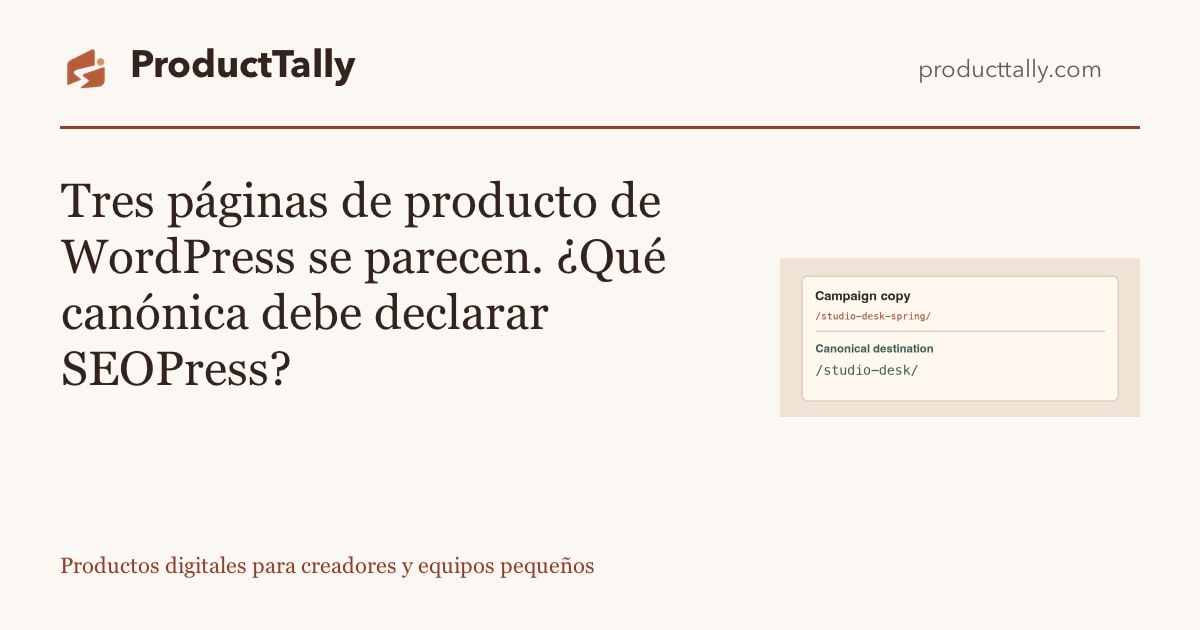 ProductTally
producttally.com
Tres páginas de producto de
WordPress se parecen. ¿Qué
canónica debe declarar
SEOPress?
Campaign copy
/studio-desk-spring/
Canonical destination
/studio-desk/
Productos digitales para creadores y equipos pequeños